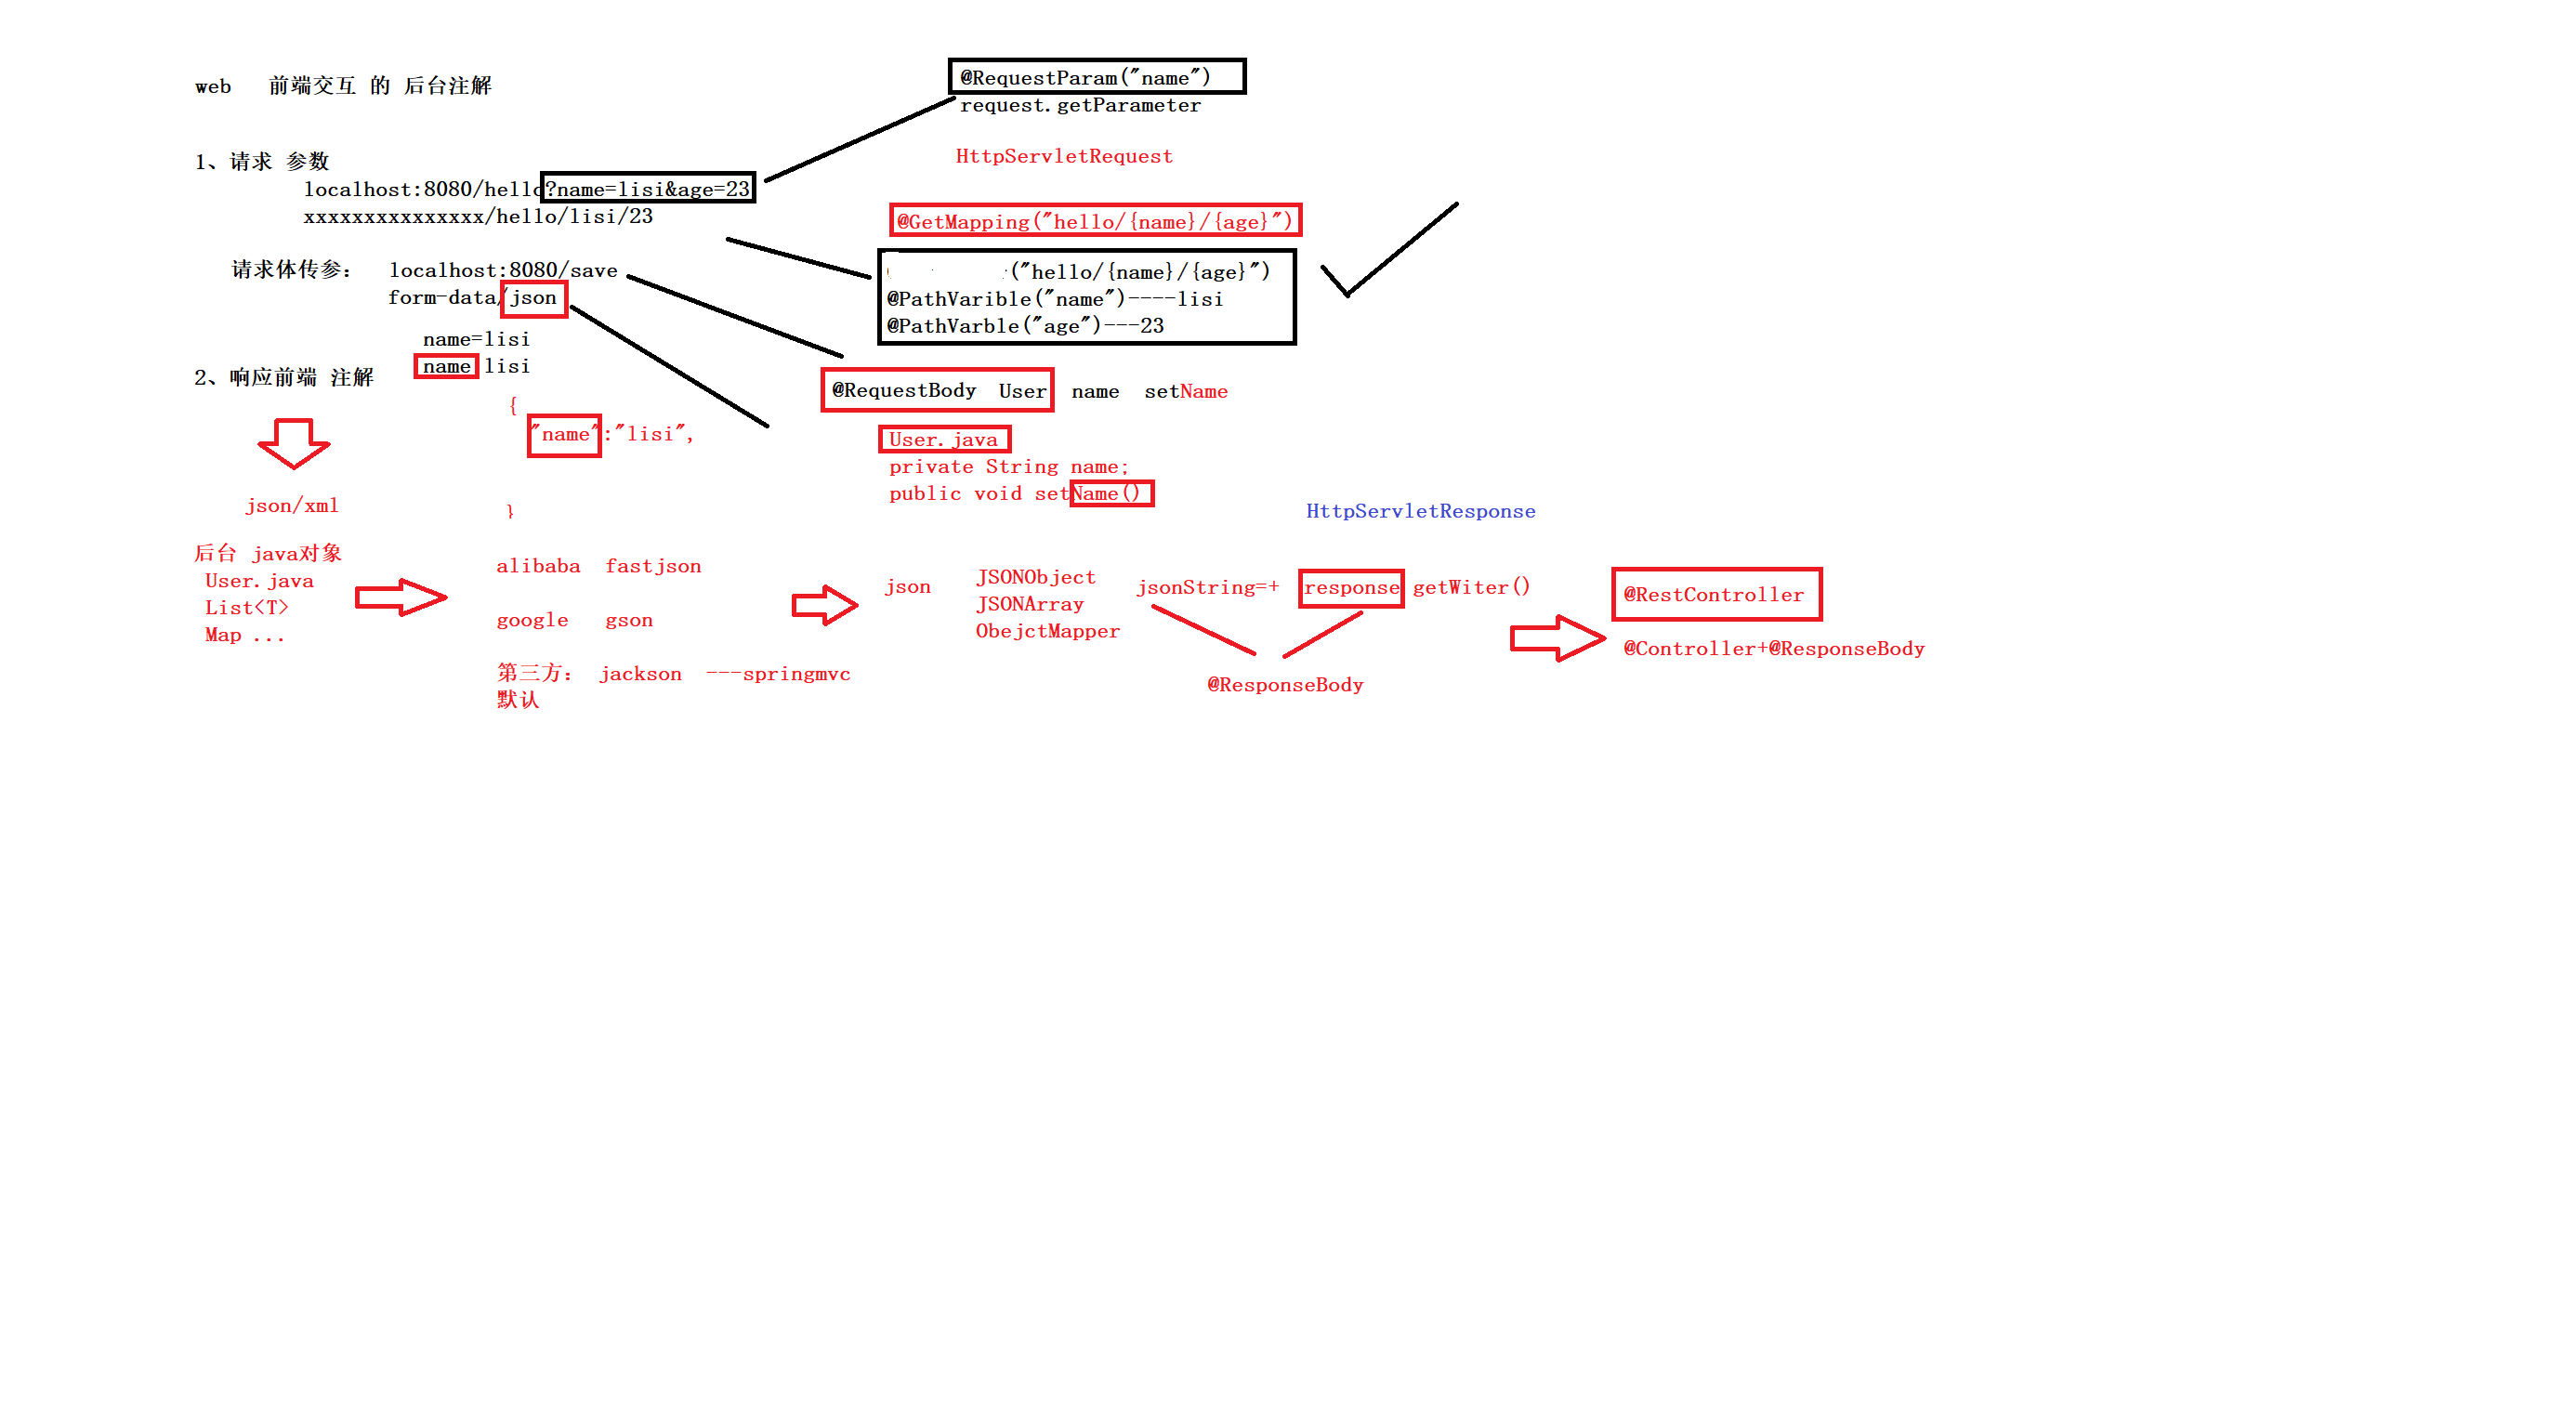 web 前端交互 的 后台注解
@RequestParam("name")
request.getParameter
HttpServletRequest
1、请求 参数
localhost:8080/hello?name=lisi&age=23
xxxxxxxxxxxxxxx/hello/lisi/23
@GetMapping("hello/{name}/{age}")
("hello/{name}/{age}")
@PathVarible("name")----lisi
@PathVarble("age")---23
请求体传参： localhost:8080/save
form-data/json
name=lisi
name lisi
2、响应前端 注解
@RequestBody User name setName
{
"name":"lisi",
}
User.java
private String name;
public void setName()
json/xml
HttpServletResponse
后台 java对象
User.java
List<T>
Map ...
alibaba fastjson
google gson
第三方： jackson ---springmvc
默认
json
JSONObject
JSONArray
ObejctMapper
jsonString=+ response getWiter()
@ResponseBody
@RestController
@Controller+@ResponseBody